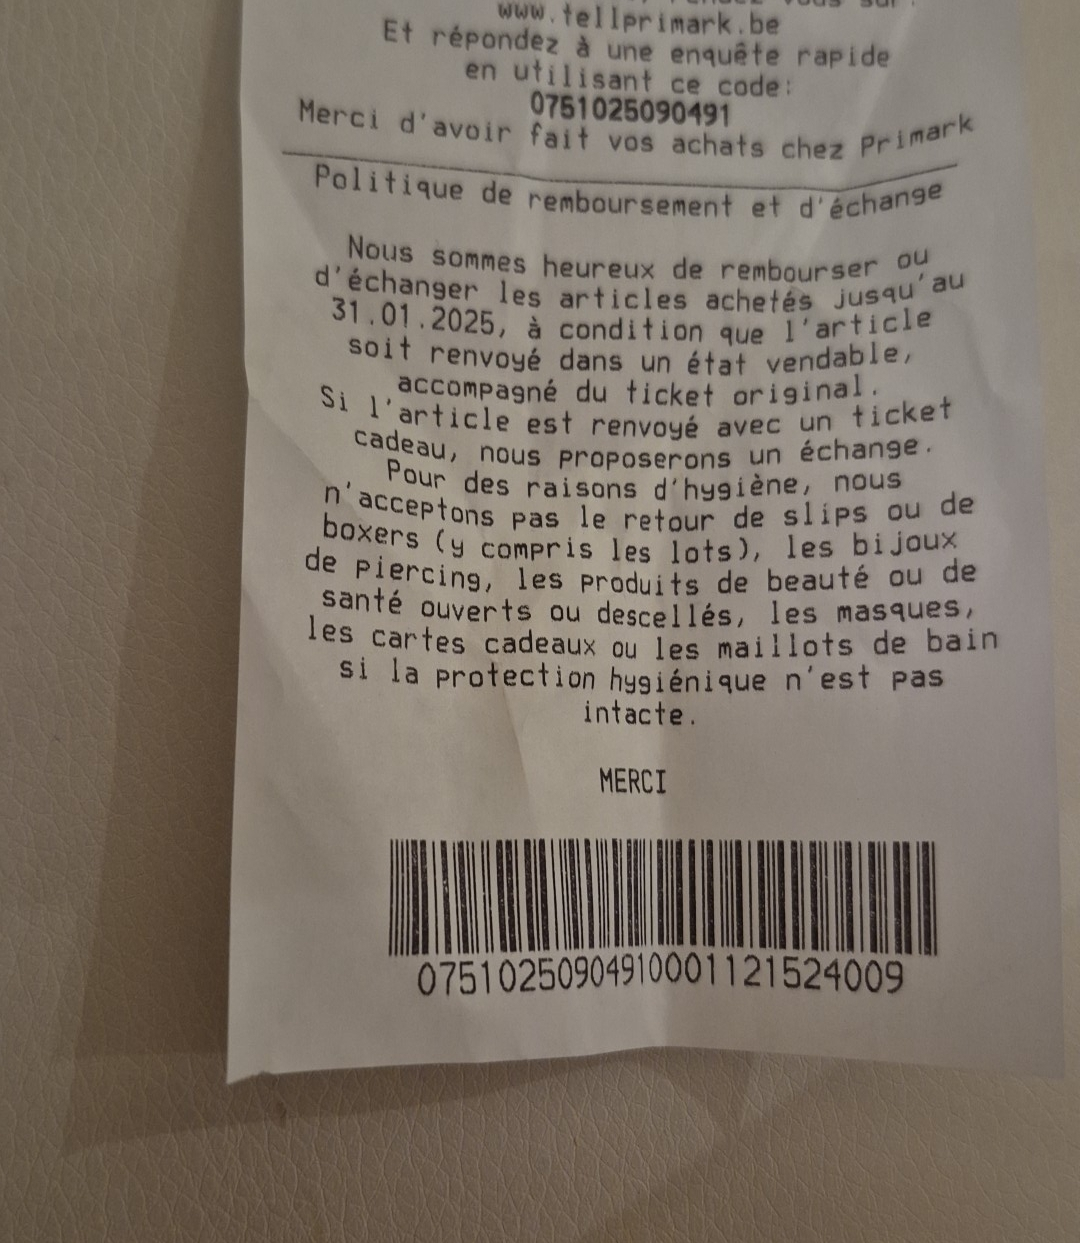 www.tellprimark.be
Et répondez à une enquête rapide
en utilisant ce code:
0751025090491
Merci d'avoir fait vos achats chez Primark
Politique de remboursement et d'échange
Nous sommes heureux de rembourser ou
d'échanger les articles achetés jusqu'au
31.01.2025, à condition que l'article
soit renvoyé dans un état vendable,
accompagné du ticket original.
Si l'article est renvoyé avec un ticket
cadeau, nous proposerons un échange.
Pour des raisons d'hygiène, nous
n'acceptons pas le retour de slips ou de
boxers (y compris les lots), les bijoux
de piercing, les produits de beauté ou de
santé ouverts ou descellés, les masques,
les cartes cadeaux ou les maillots de bain
si la protection hygiénique n'est pas
intacte.
MERCI
07510250904910001121524009